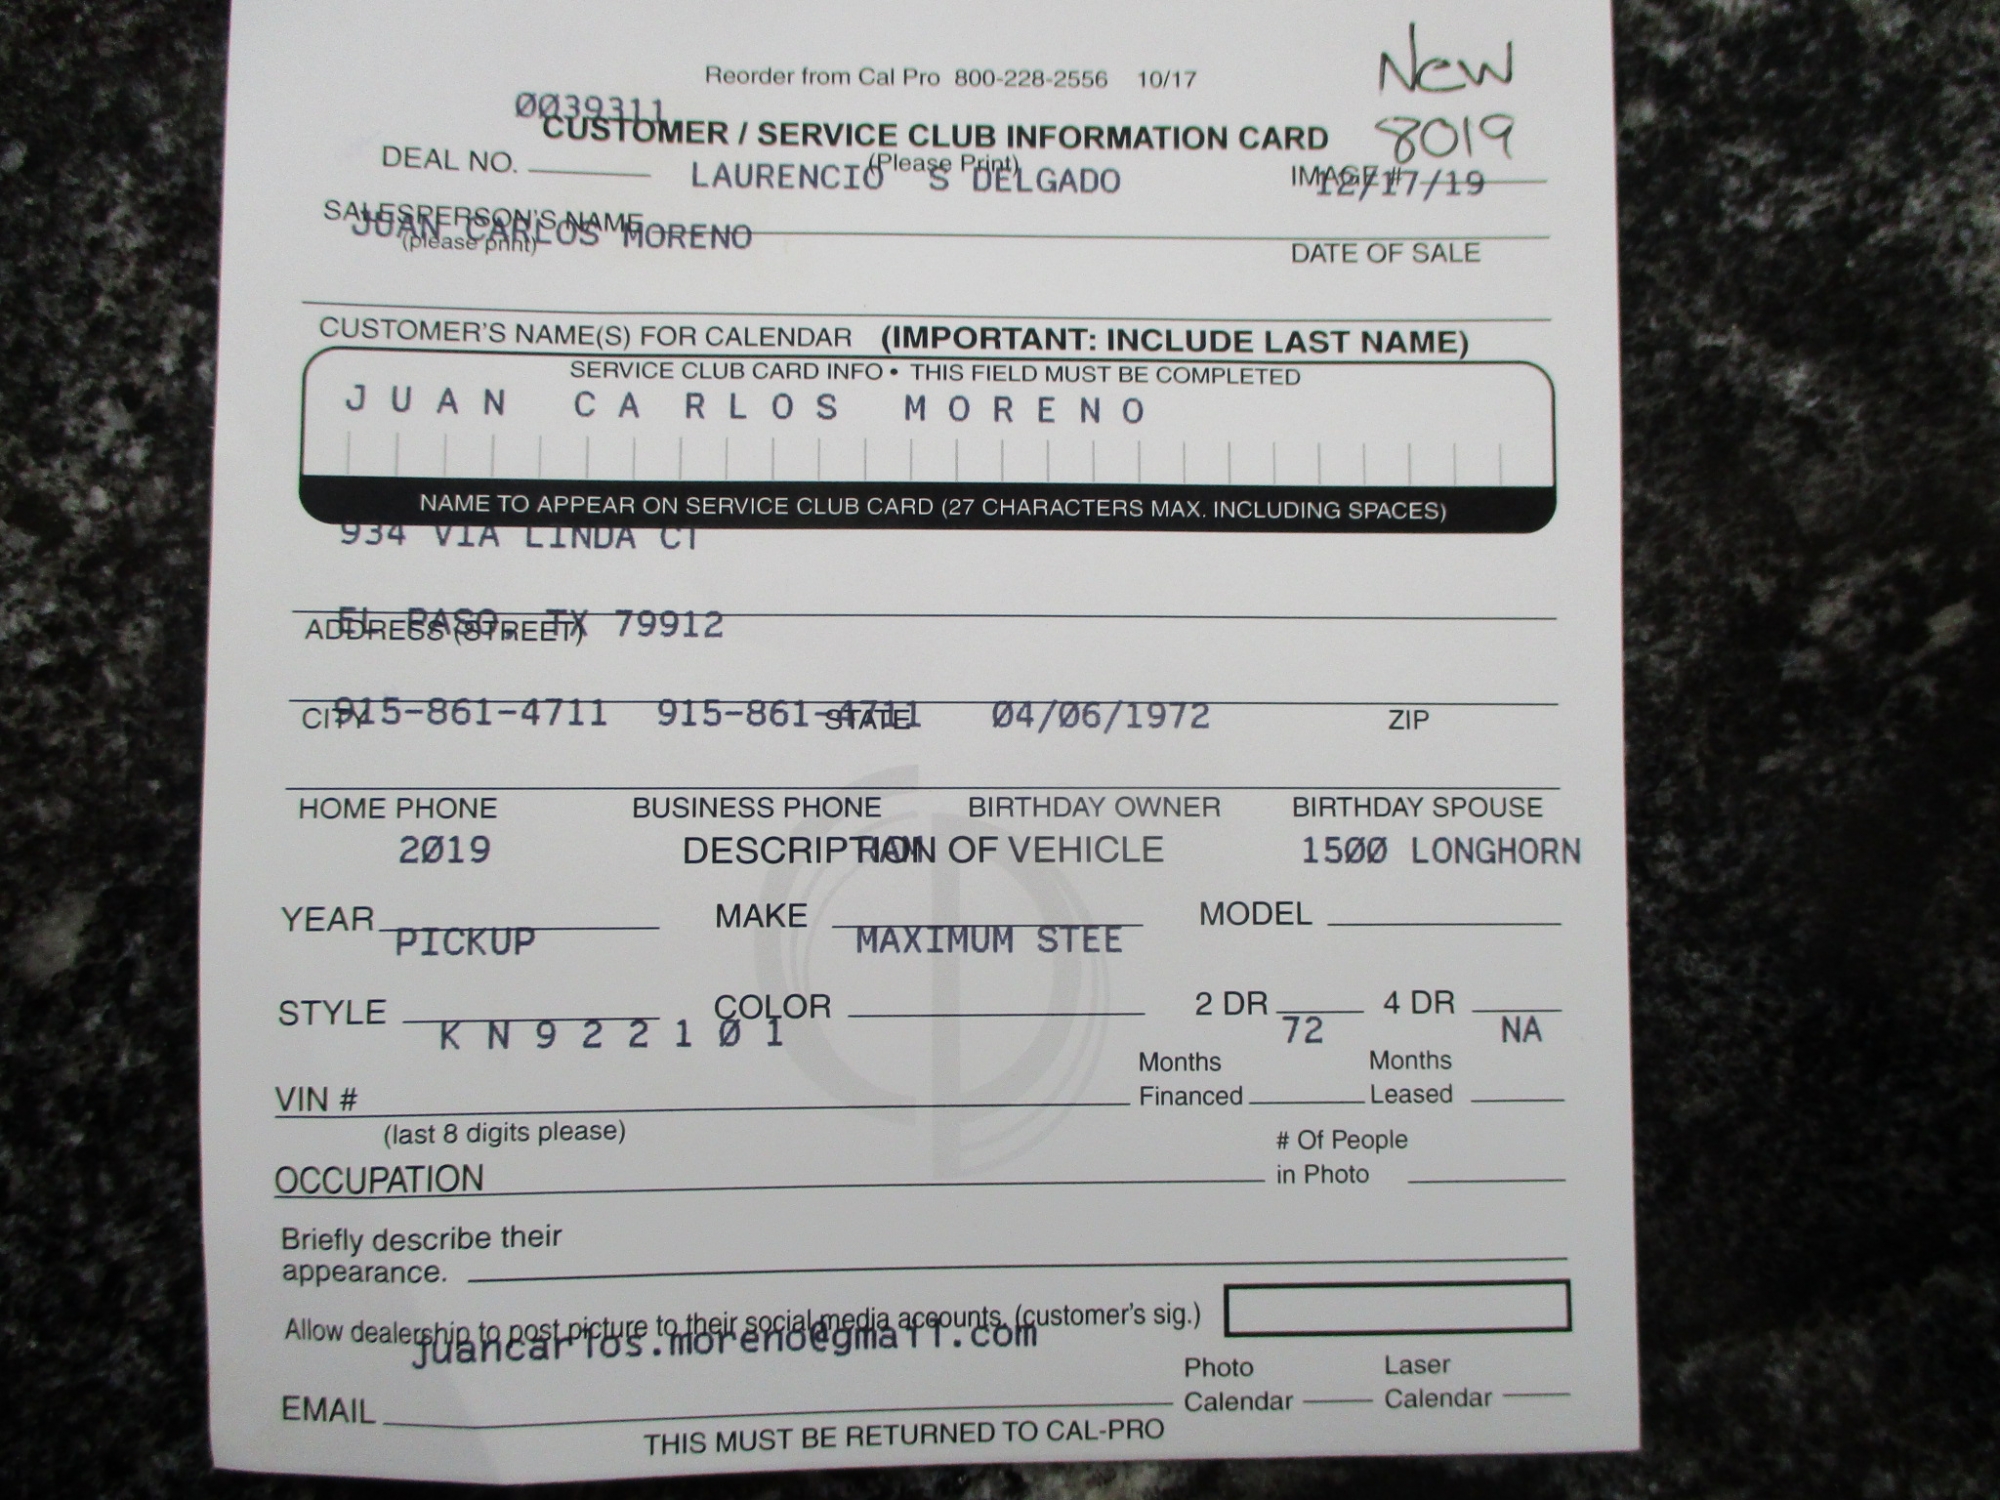 New
Reorder from Cal Pro 800-228-2556 10/17
0039311
CUSTOMER / SERVICE CLUB INFORMATION CARD 8019
(Please Print)
DEAL NO. LAURENCIO S DELGADO IMAGE # 12/17/19
SALESPERSON'S NAME
JUAN CARLOS MORENO
(please print) DATE OF SALE
CUSTOMER'S NAME(S) FOR CALENDAR (IMPORTANT: INCLUDE LAST NAME)
SERVICE CLUB CARD INFO • THIS FIELD MUST BE COMPLETED
JUAN CARLOS MORENO
NAME TO APPEAR ON SERVICE CLUB CARD (27 CHARACTERS MAX. INCLUDING SPACES)
934 VIA LINDA CT
EL PASO, TX 79912
ADDRESS (STREET)
915-861-4711 915-861-4711 04/06/1972
CITY STATE ZIP
HOME PHONE BUSINESS PHONE BIRTHDAY OWNER BIRTHDAY SPOUSE
2019 RAM 1500 LONGHORN
DESCRIPTION OF VEHICLE
YEAR MAKE MODEL
PICKUP MAXIMUM STEE
STYLE COLOR 2 DR 4 DR
KN922101 72 NA
Months Months
VIN # Financed Leased
(last 8 digits please) # Of People
OCCUPATION in Photo
Briefly describe their
appearance.
Allow dealership to post picture to their social media accounts. (customer's sig.)
juancarlos.moreno@gmail.com
Photo Laser
EMAIL Calendar Calendar
THIS MUST BE RETURNED TO CAL-PRO